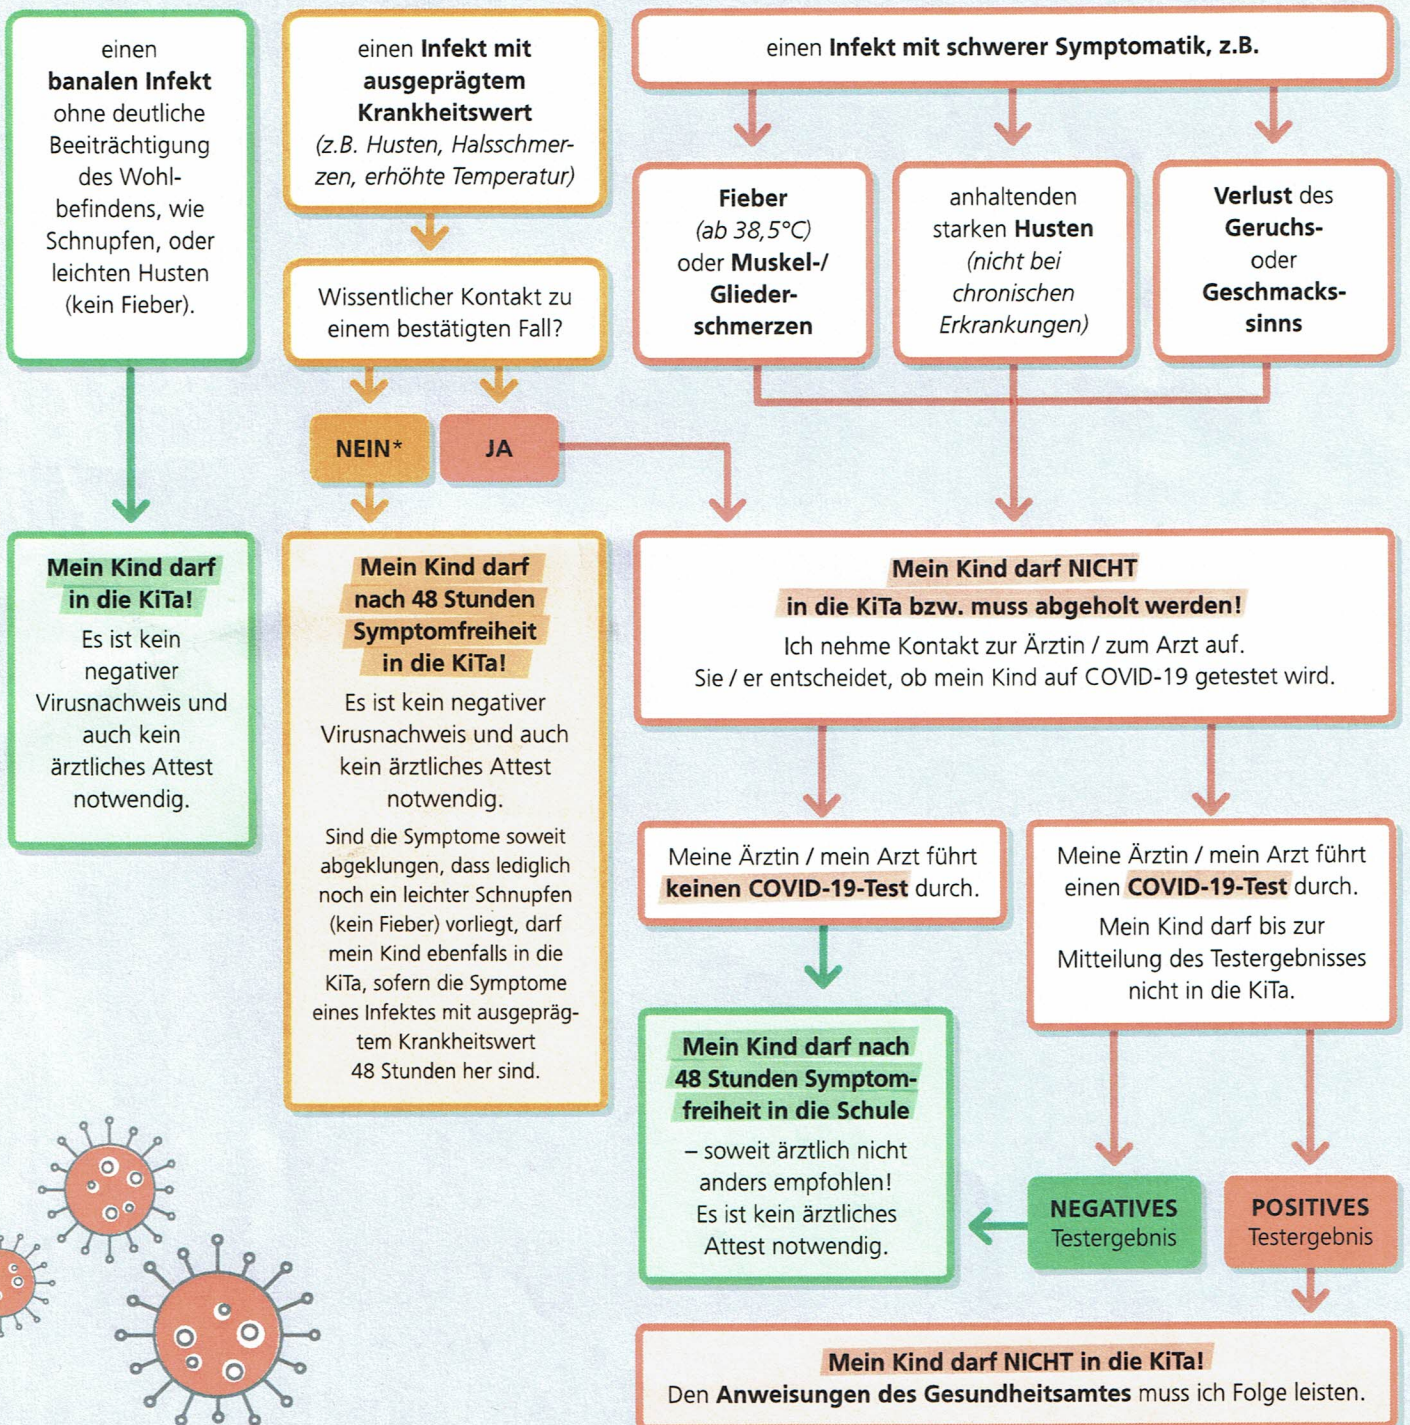 einen
banalen Infekt
ohne deutliche
Beeiträchtigung
des Wohl-
befindens, wie
Schnupfen, oder
leichten Husten
(kein Fieber).
einen Infekt mit
ausgeprägtem
Krankheitswert
(z.B. Husten, Halsschmer-
zen, erhöhte Temperatur)
einen Infekt mit schwerer Symptomatik, z.B.
Fieber
(ab 38,5°C)
oder Muskel-/
Glieder-
schmerzen
anhaltenden
starken Husten
(nicht bei
chronischen
Erkrankungen)
Verlust des
Geruchs-
oder
Geschmacks-
sinns
Wissentlicher Kontakt zu
einem bestätigten Fall?
NEIN*
JA
Mein Kind darf
in die KiTa!
Es ist kein
negativer
Virusnachweis und
auch kein
ärztliches Attest
notwendig.
Mein Kind darf
nach 48 Stunden
Symptomfreiheit
in die KiTa!
Es ist kein negativer
Virusnachweis und auch
kein ärztliches Attest
notwendig.
Sind die Symptome soweit
abgeklungen, dass lediglich
noch ein leichter Schnupfen
(kein Fieber) vorliegt, darf
mein Kind ebenfalls in die
KiTa, sofern die Symptome
eines Infektes mit ausgepräg-
tem Krankheitswert
48 Stunden her sind.
Mein Kind darf NICHT
in die KiTa bzw. muss abgeholt werden!
Ich nehme Kontakt zur Ärztin / zum Arzt auf.
Sie / er entscheidet, ob mein Kind auf COVID-19 getestet wird.
Meine Ärztin / mein Arzt führt
keinen COVID-19-Test durch.
Meine Ärztin / mein Arzt führt
einen COVID-19-Test durch.
Mein Kind darf bis zur
Mitteilung des Testergebnisses
nicht in die KiTa.
Mein Kind darf nach
48 Stunden Symptom-
freiheit in die Schule
– soweit ärztlich nicht
anders empfohlen!
Es ist kein ärztliches
Attest notwendig.
NEGATIVES
Testergebnis
POSITIVES
Testergebnis
Mein Kind darf NICHT in die KiTa!
Den Anweisungen des Gesundheitsamtes muss ich Folge leisten.